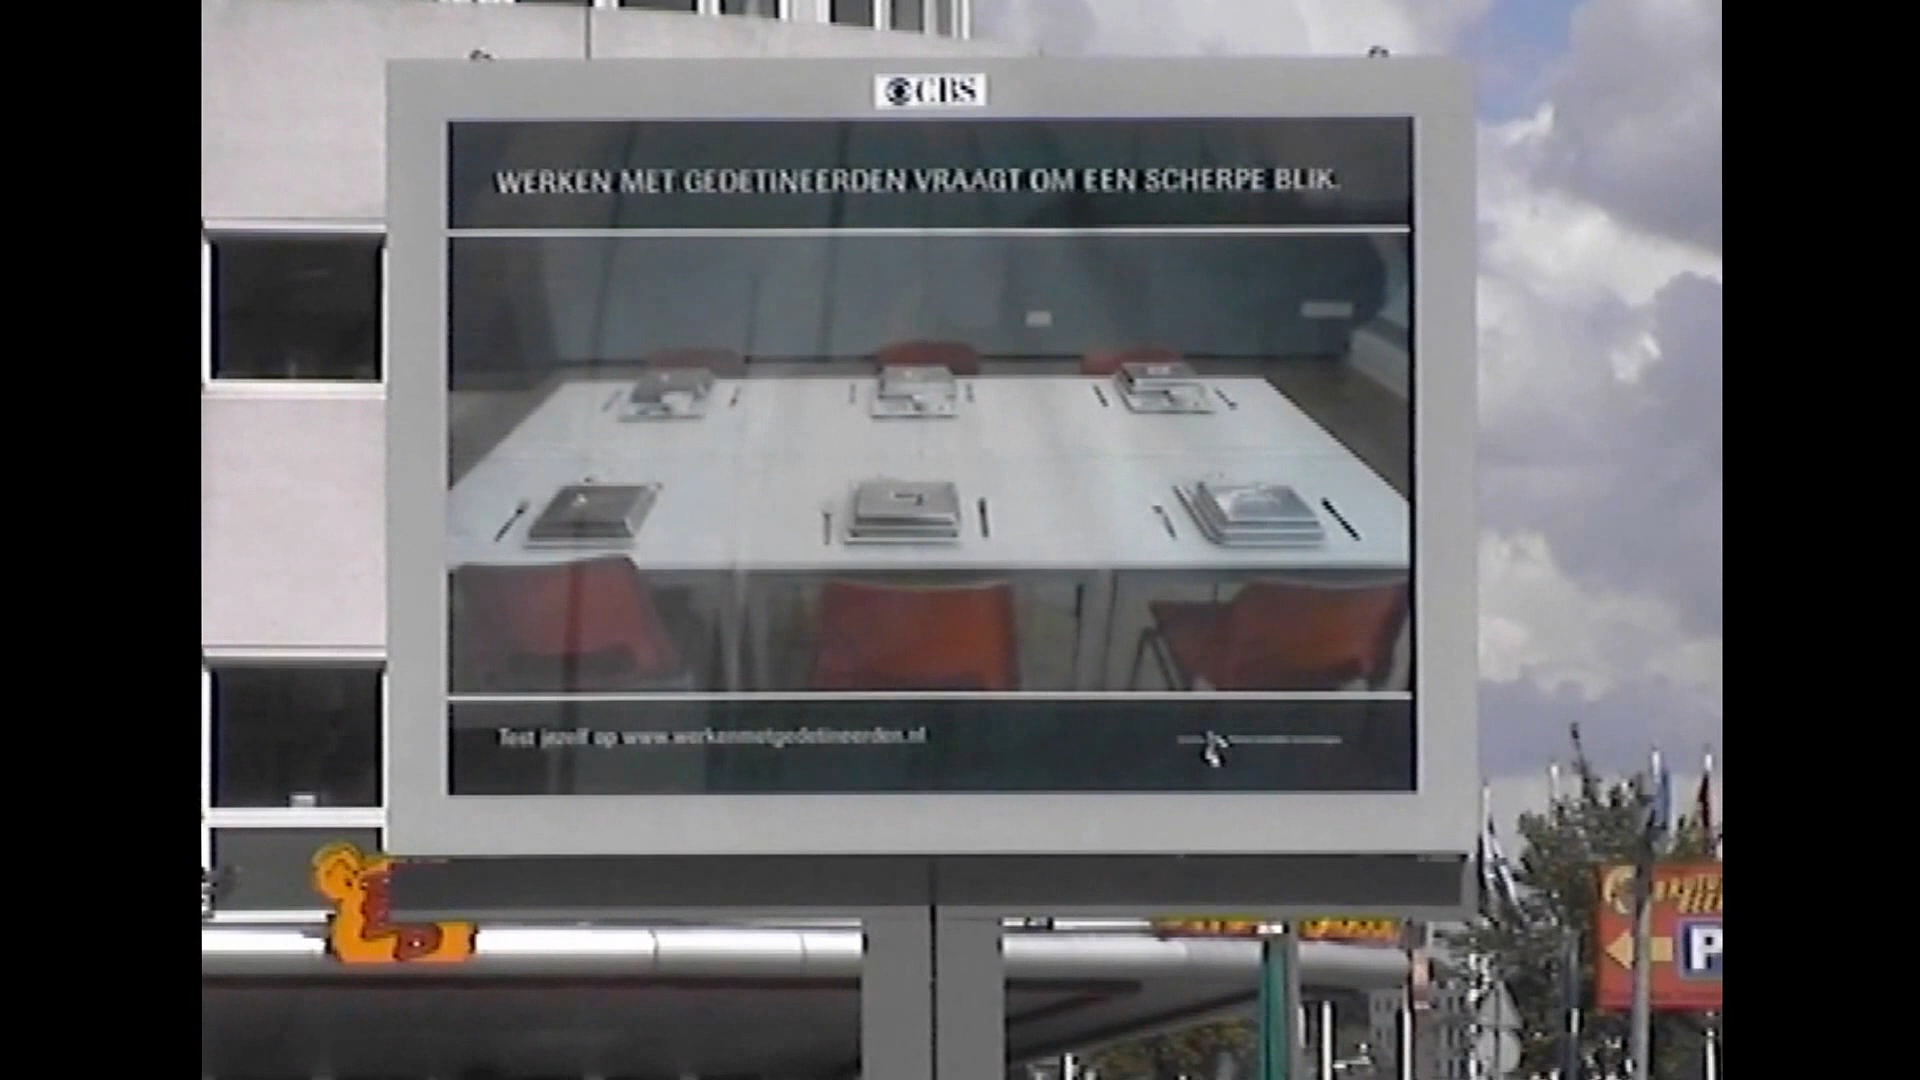 CBS
WERKEN MET GEDETINEERDEN VRAAGT OM EEN SCHERPE BLIK.
Test jezelf op www.werkenmetgedetineerden.nl
P